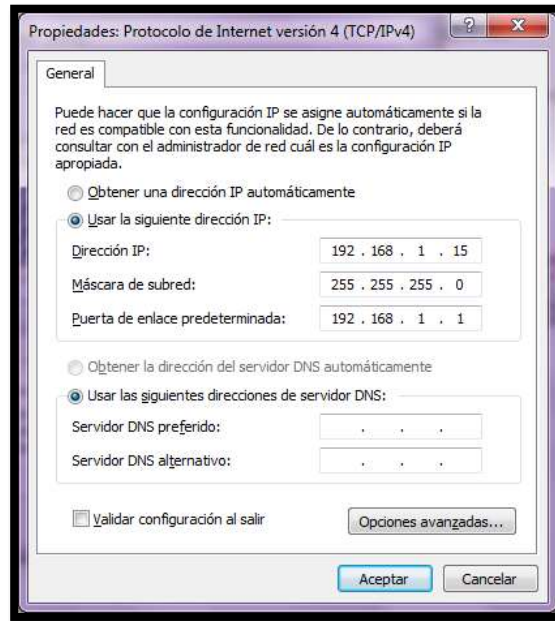 Propiedades: Protocolo de Internet versión 4 (TCP/IPv4)
General
Puede hacer que la configuración IP se asigne automáticamente si la
red es compatible con esta funcionalidad. De lo contrario, deberá
consultar con el administrador de red cuál es la configuración IP
apropiada.
Obtener una dirección IP automáticamente
Usar la siguiente dirección IP:
Dirección IP: 192 . 168 . 1 . 15
Máscara de subred: 255 . 255 . 255 . 0
Puerta de enlace predeterminada: 192 . 168 . 1 . 1
Obtener la dirección del servidor DNS automáticamente
Usar las siguientes direcciones de servidor DNS:
Servidor DNS preferido: . . .
Servidor DNS alternativo: . . .
Validar configuración al salir Opciones avanzadas...
Aceptar Cancelar